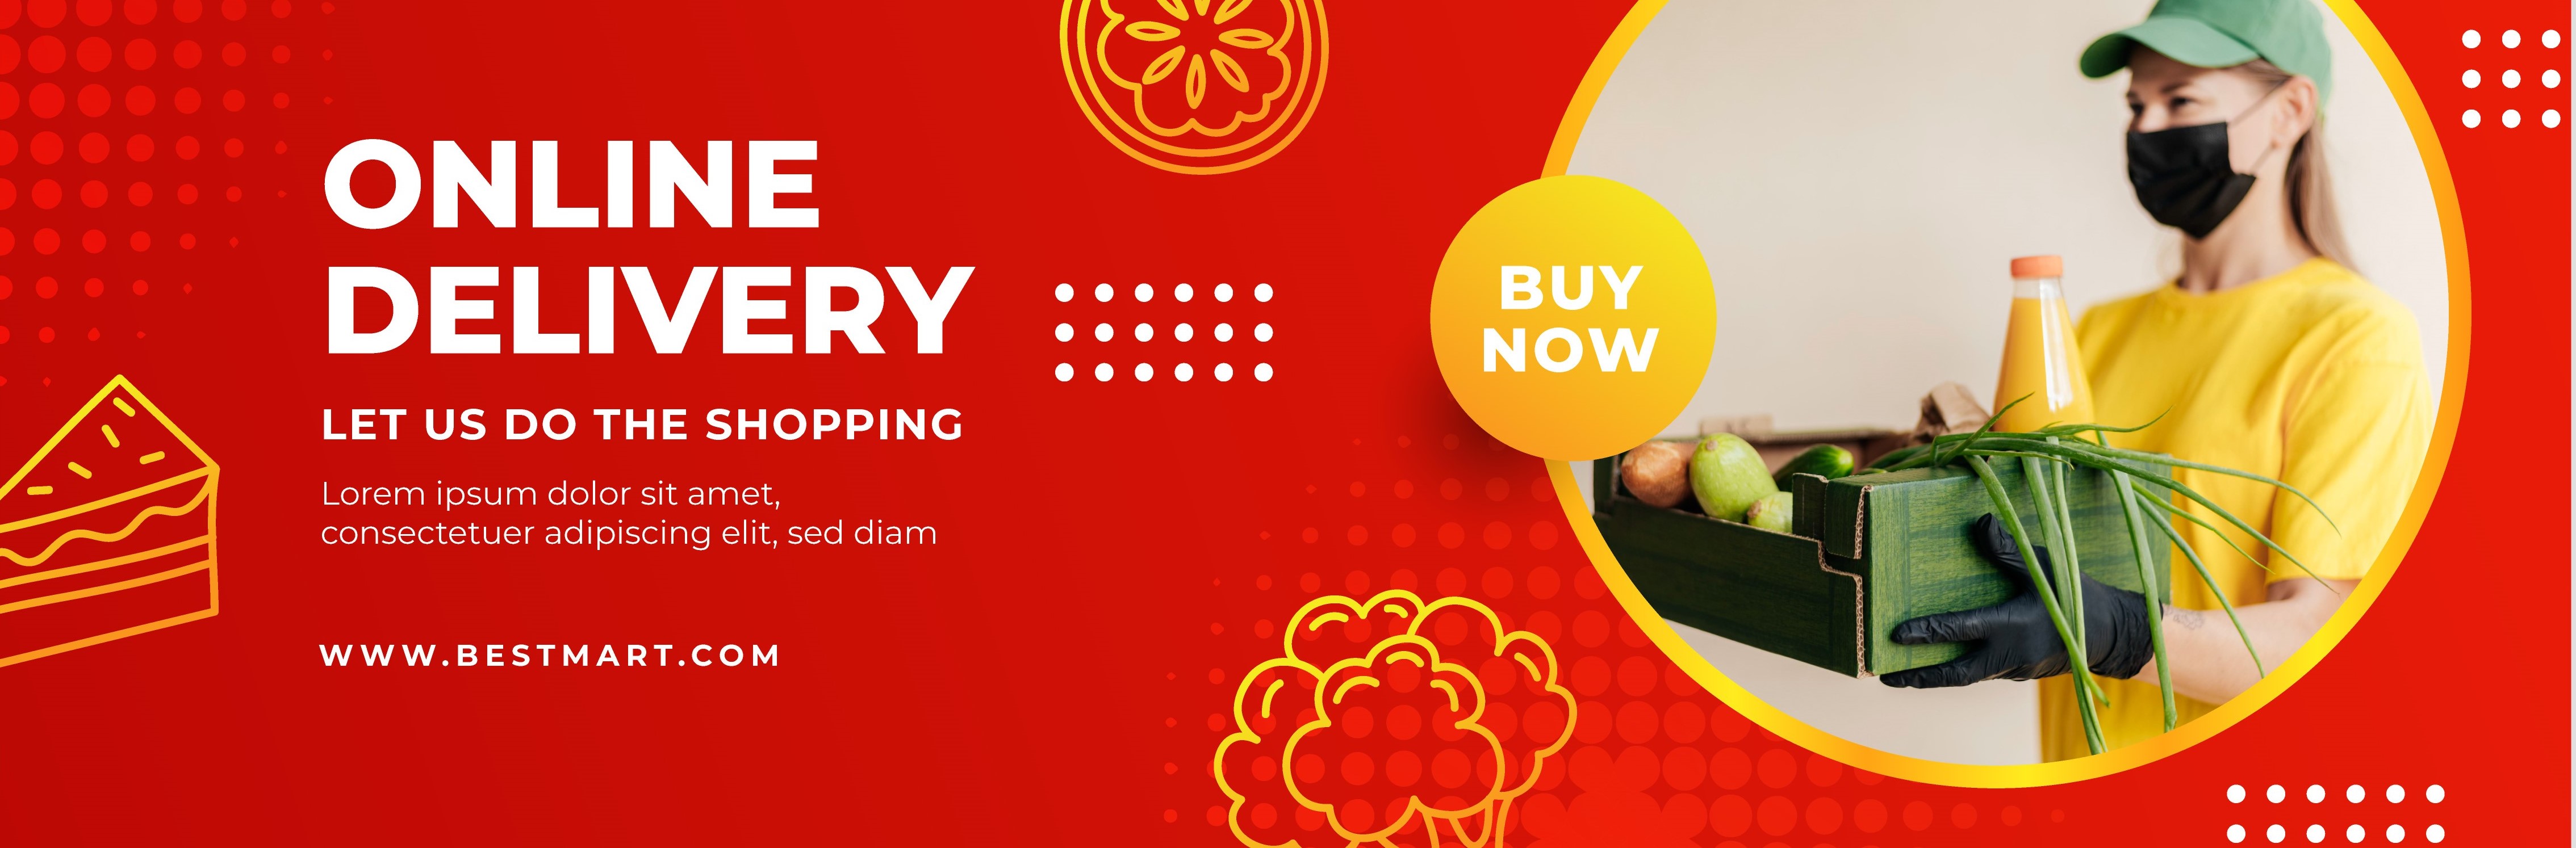 ONLINE
DELIVERY
LET US DO THE SHOPPING
Lorem ipsum dolor sit amet,
consectetuer adipiscing elit, sed diam
WWW.BESTMART.COM
BUY
NOW